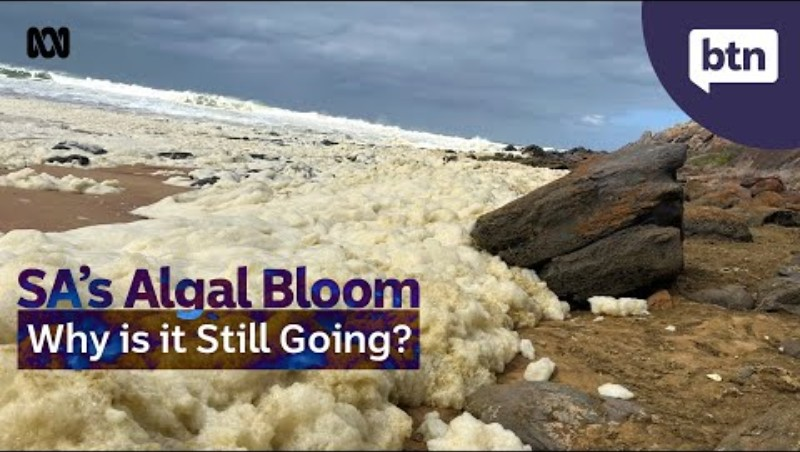 btn
SA's Algal Bloom
Why is it Still Going?